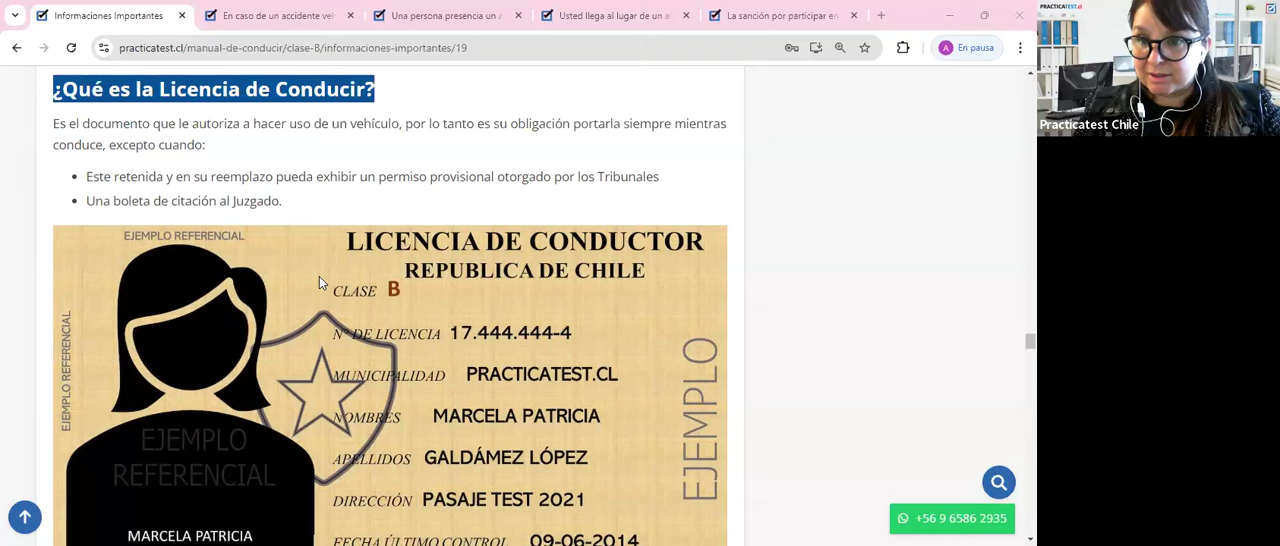 Informaciones Importantes
En caso de un accidente veh
Una persona presencia un a
Usted llega al lugar de un a
La sanción por participar en
practicatest.cl/manual-de-conducir/clase-B/informaciones-importantes/19
A En pausa
PRACTICATEST.cl
Practicatest Chile
¿Qué es la Licencia de Conducir?
Es el documento que le autoriza a hacer uso de un vehículo, por lo tanto es su obligación portarla siempre mientras
conduce, excepto cuando:
Este retenida y en su reemplazo pueda exhibir un permiso provisional otorgado por los Tribunales
Una boleta de citación al Juzgado.
EJEMPLO REFERENCIAL
EJEMPLO REFERENCIAL
LICENCIA DE CONDUCTOR
REPUBLICA DE CHILE
CLASE B
N° DE LICENCIA 17.444.444-4
MUNICIPALIDAD PRACTICATEST.CL
NOMBRES MARCELA PATRICIA
APELLIDOS GALDÁMEZ LÓPEZ
DIRECCIÓN PASAJE TEST 2021
FECHA ÚLTIMO CONTROL 09-06-2014
EJEMPLO
REFERENCIAL
MARCELA PATRICIA
EJEMPLO
+56 9 6586 2935